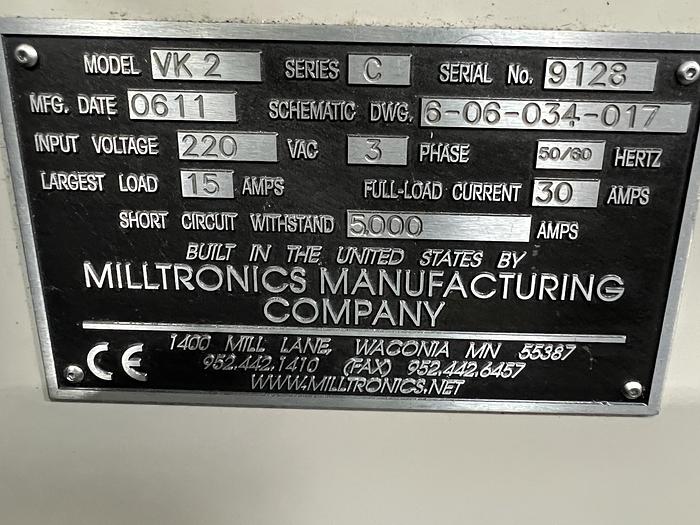 MODEL VK2 SERIES C SERIAL No. 9128
MFG. DATE 0611 SCHEMATIC DWG. 6-06-034-017
INPUT VOLTAGE 220 VAC 3 PHASE 50/60 HERTZ
LARGEST LOAD 15 AMPS FULL-LOAD CURRENT 30 AMPS
SHORT CIRCUIT WITHSTAND 5,000 AMPS
BUILT IN THE UNITED STATES BY
MILLTRONICS MANUFACTURING
COMPANY
CE 1400 MILL LANE, WACONIA MN 55387
952.442.1410 (FAX) 952.442.6457
WWW.MILLTRONICS.NET